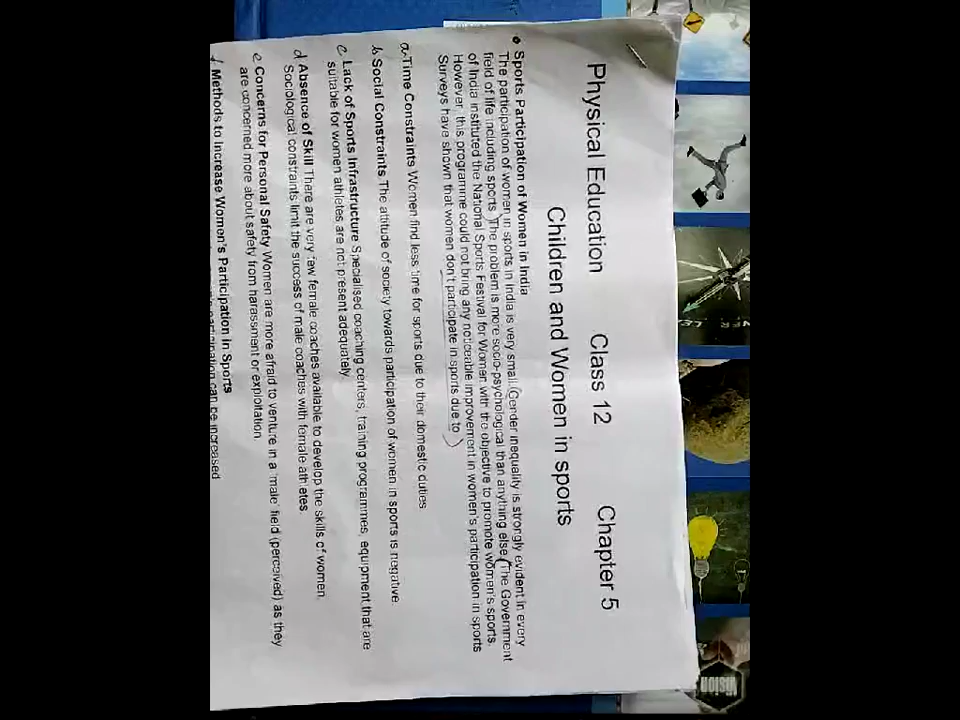 Physical Education Class 12 Chapter 5
Children and Women in sports
Sports Participation of Women in India
The participation of women in sports in India is very small. (Gender inequality is strongly evident in every
field of life including sports.) The problem is more socio-psychological than anything else. (The Government
of India instituted the National Sports Festival for Women with the objective to promote women's sports.
However, this programme could not bring any noticeable improvement in women's participation in sports
Surveys have shown that women don't participate in sports due to)
a Time Constraints Women find less time for sports due to their domestic duties
b Social Constraints The attitude of society towards participation of women in sports is negative
c Lack of Sports Infrastructure Specialised coaching centers, training programmes, equipment that are
suitable for women athletes are not present adequately.
d Absence of Skill There are very few female coaches available to develop the skills of women.
Sociological constraints limit the success of male coaches with female athletes.
e Concerns for Personal Safety Women are more afraid to venture in a 'male' field (perceived) as they
are concerned more about safety from harassment or exploitation
f Methods to Increase Women's Participation in Sports
participation can be increased
Vision